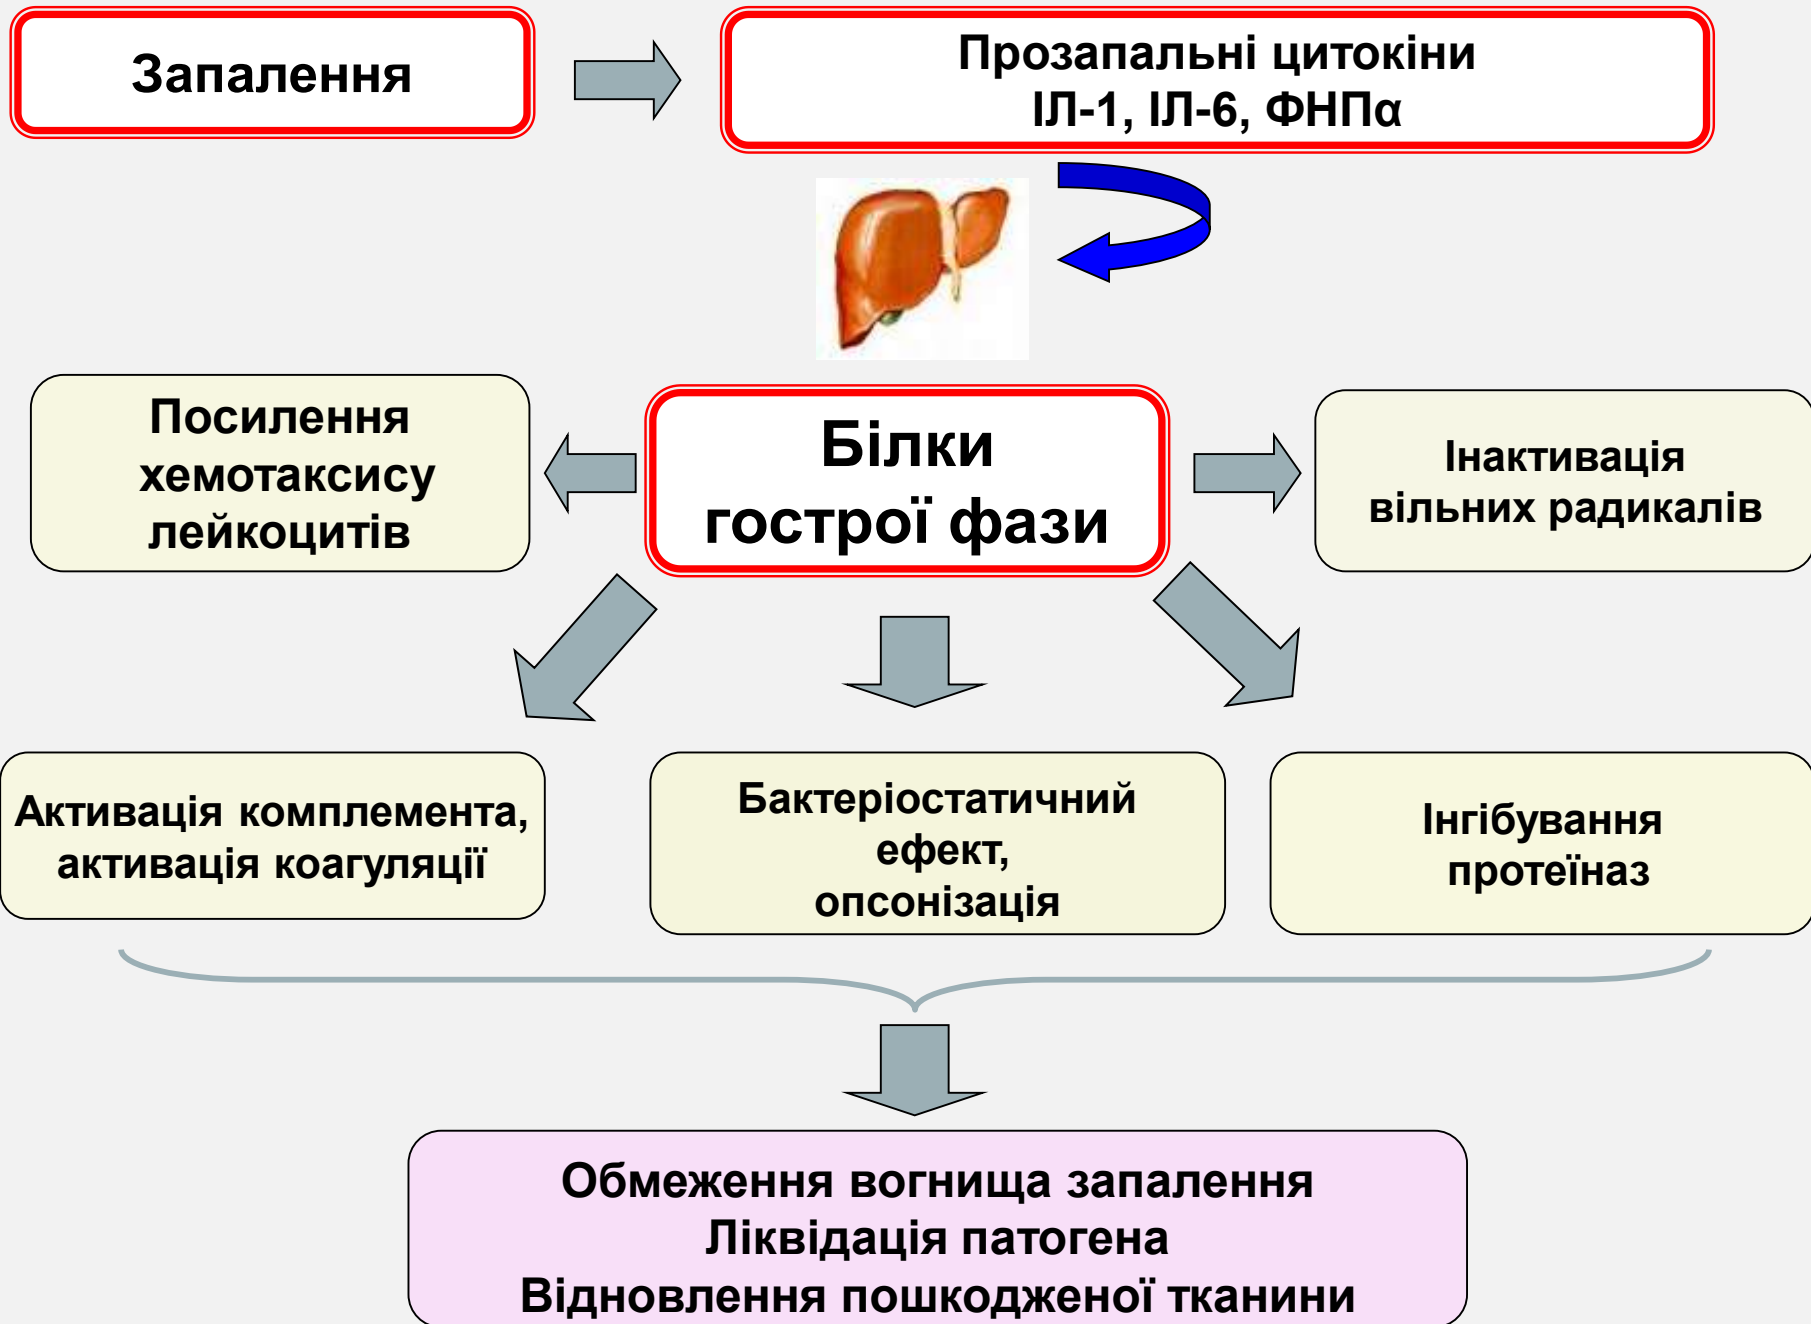 Запалення
Прозапальні цитокіни
ІЛ-1, ІЛ-6, ФНПα
Посилення
хемотаксису
лейкоцитів
Білки
гострої фази
Інактивація
вільних радикалів
Активація комплемента,
активація коагуляції
Бактеріостатичний
ефект,
опсонізація
Інгібування
протеїназ
Обмеження вогнища запалення
Ліквідація патогена
Відновлення пошкодженої тканини